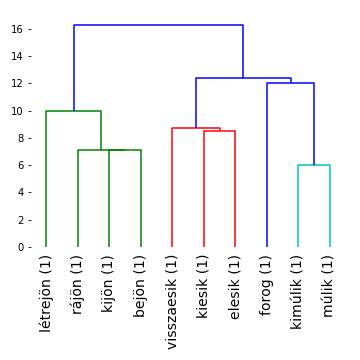 16
14
12
10
8
6
4
2
0
létrejön (1)
rájön (1)
kijön (1)
bejön (1)
visszaesik (1)
kiesik (1)
elesik (1)
forog (1)
kimúlik (1)
múlik (1)